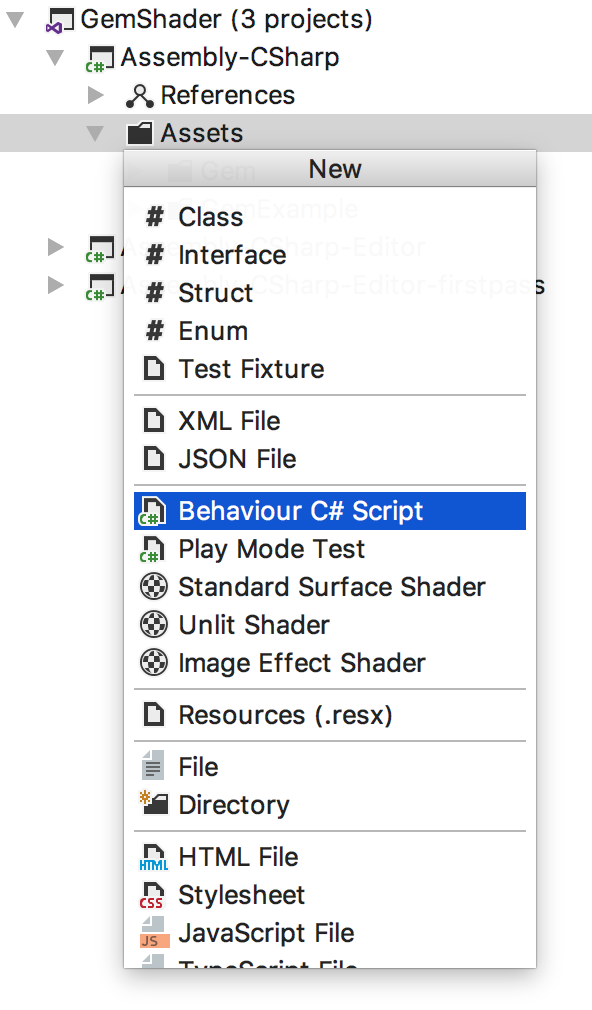 GemShader (3 projects)
Assembly-CSharp
References
Assets
New
Gem
GemExample
# Class
# Interface
Assembly-CSharp-Editor
# Struct
Assembly-CSharp-Editor-firstpass
# Enum
Test Fixture
XML File
JSON File
C# Behaviour C# Script
C# Play Mode Test
Standard Surface Shader
Unlit Shader
Image Effect Shader
Resources (.resx)
File
Directory
HTML HTML File
CSS Stylesheet
JS JavaScript File
TypeScript File